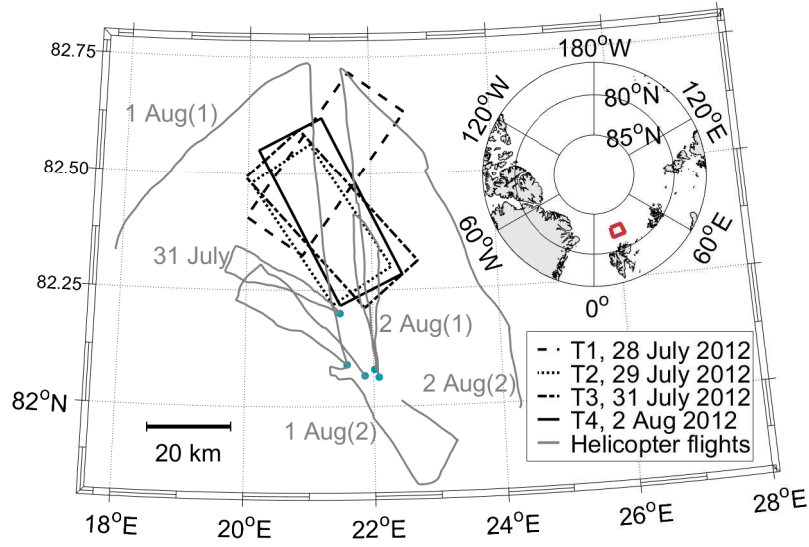 82.75
82.50
82.25
82°N
18°E
20°E
22°E
24°E
26°E
28°E
1 Aug(1)
31 July
2 Aug(1)
2 Aug(2)
1 Aug(2)
20 km
180°W
120°W
80°N
120°E
85°N
60°W
60°E
0°
T1, 28 July 2012
T2, 29 July 2012
T3, 31 July 2012
T4, 2 Aug 2012
Helicopter flights